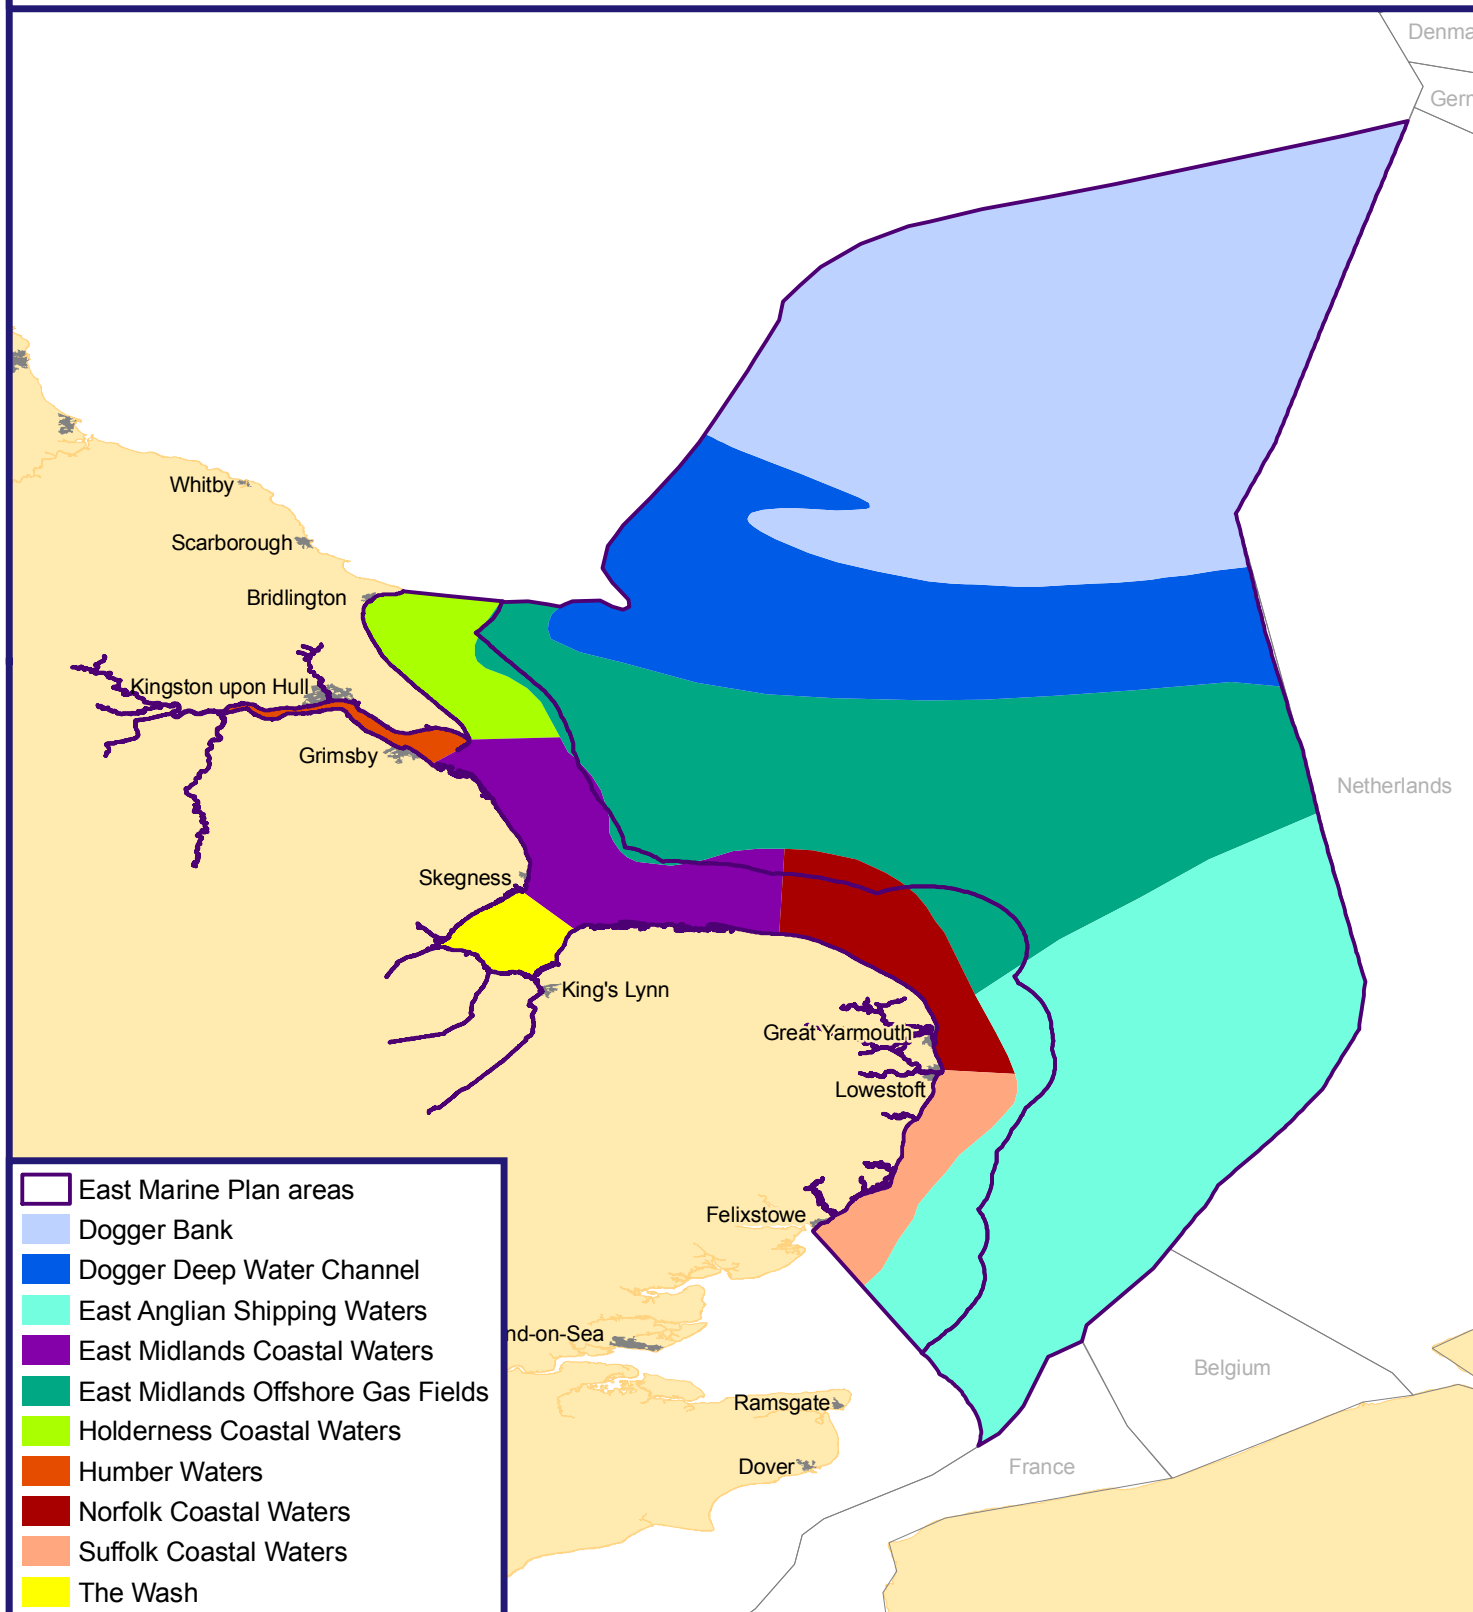 Denma
Gern
Whitby
Scarborough
Bridlington
Kingston upon Hull
Grimsby
Netherlands
Skegness
King's Lynn
Great Yarmouth
Lowestoft
Felixstowe
nd-on-Sea
Ramsgate
Belgium
Dover
France
East Marine Plan areas
Dogger Bank
Dogger Deep Water Channel
East Anglian Shipping Waters
East Midlands Coastal Waters
East Midlands Offshore Gas Fields
Holderness Coastal Waters
Humber Waters
Norfolk Coastal Waters
Suffolk Coastal Waters
The Wash